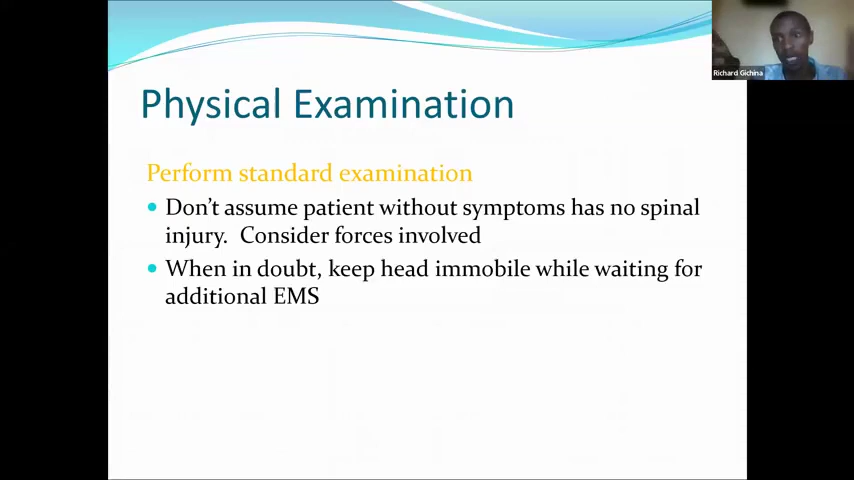 Richard Gichina
Physical Examination
Perform standard examination
• Don't assume patient without symptoms has no spinal
injury. Consider forces involved
• When in doubt, keep head immobile while waiting for
additional EMS